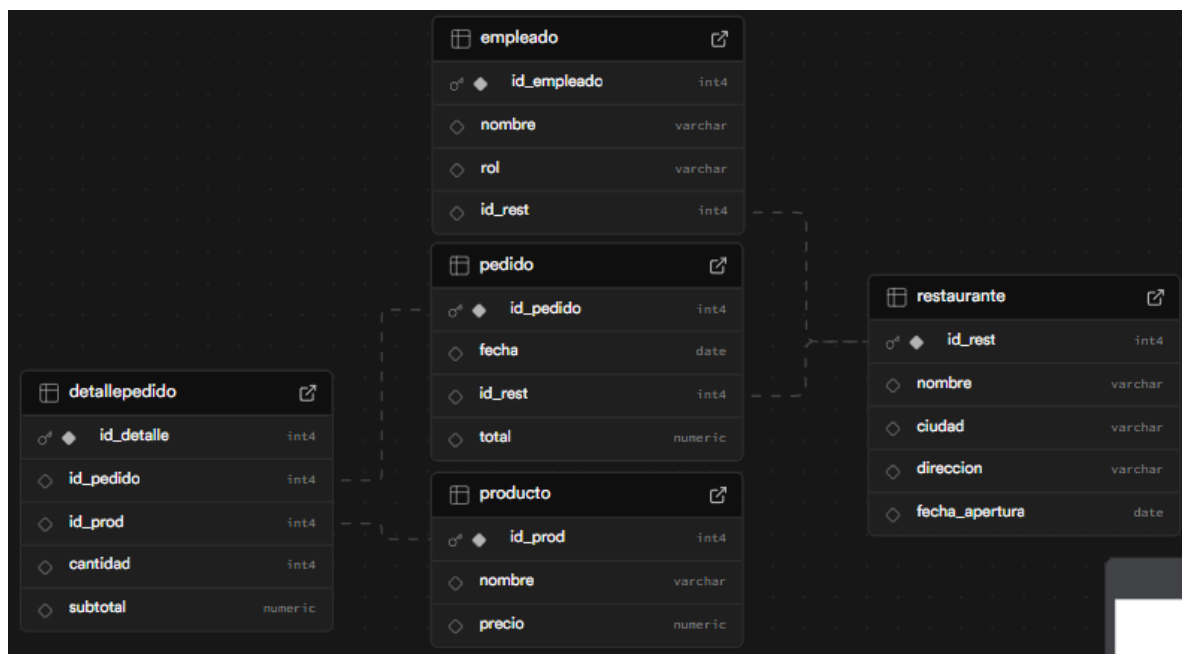 empleado
id_empleado int4
nombre varchar
rol varchar
id_rest int4
pedido
id_pedido int4
fecha date
id_rest int4
total numeric
restaurante
id_rest int4
nombre varchar
ciudad varchar
direccion varchar
fecha_apertura date
detallepedido
id_detalle int4
id_pedido int4
id_prod int4
cantidad int4
subtotal numeric
producto
id_prod int4
nombre varchar
precio numeric